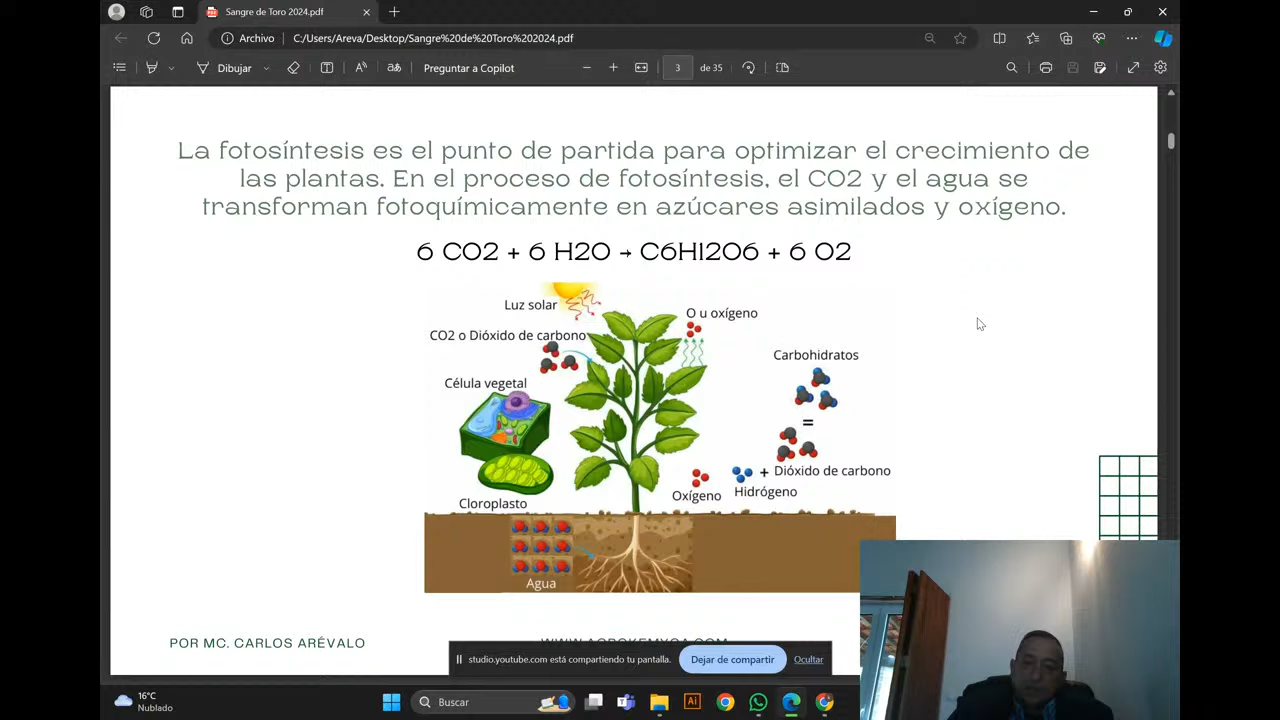 Sangre de Toro 2024.pdf
Archivo C:/Users/Areva/Desktop/Sangre%20de%20Toro%202024.pdf
Dibujar
Preguntar a Copilot
3 de 35
La fotosíntesis es el punto de partida para optimizar el crecimiento de
las plantas. En el proceso de fotosíntesis, el CO2 y el agua se
transforman fotoquímicamente en azúcares asimilados y oxígeno.
6 CO2 + 6 H2O → C6H12O6 + 6 O2
Luz solar
O u oxígeno
CO2 o Dióxido de carbono
Carbohidratos
Célula vegetal
=
+ Dióxido de carbono
Oxígeno
Hidrógeno
Cloroplasto
Agua
POR MC. CARLOS ARÉVALO
studio.youtube.com está compartiendo tu pantalla.
Dejar de compartir
Ocultar
16°C
Nublado
Buscar